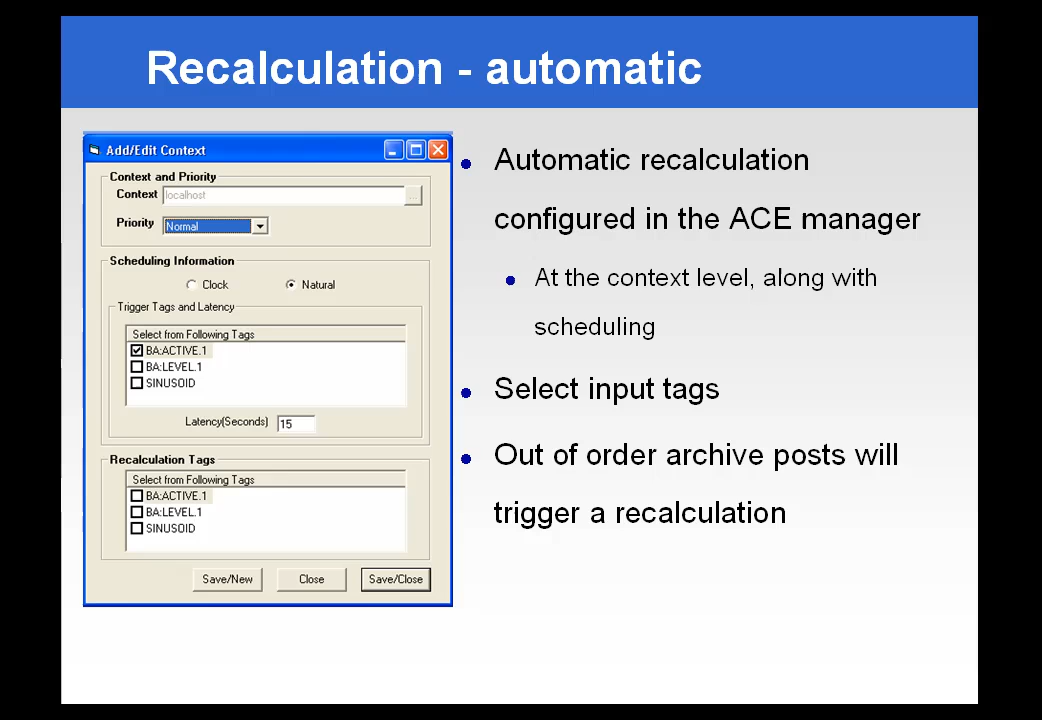 Recalculation - automatic
Add/Edit Context
Context and Priority
Context localhost ...
Priority Normal
Scheduling Information
Clock Natural
Trigger Tags and Latency
Select from Following Tags
BA:ACTIVE.1
BA:LEVEL.1
SINUSOID
Latency(Seconds) 15
Recalculation Tags
Select from Following Tags
BA:ACTIVE.1
BA:LEVEL.1
SINUSOID
Save/New Close Save/Close
Automatic recalculation
configured in the ACE manager
At the context level, along with
scheduling
Select input tags
Out of order archive posts will
trigger a recalculation